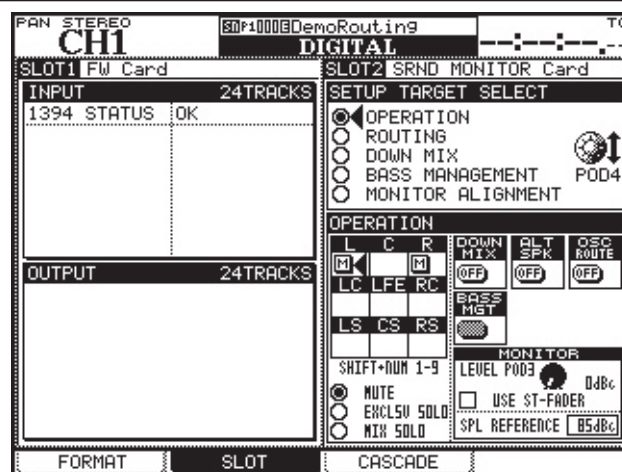 PAN STEREO
CH1
DemoRouting
DIGITAL
--:--:--.--
SLOT1 FW Card
INPUT 24TRACKS
1394 STATUS OK
OUTPUT 24TRACKS
SLOT2 SRND MONITOR Card
SETUP TARGET SELECT
OPERATION
ROUTING
DOWN MIX
BASS MANAGEMENT
MONITOR ALIGNMENT
POD4
OPERATION
L C R
M M
LC LFE RC
LS CS RS
SHIFT+NUM 1-9
MUTE
EXCLSV SOLO
MIX SOLO
DOWN MIX
OFF
ALT SPK
OFF
OSC ROUTE
OFF
BASS MGT
MONITOR
LEVEL POD3
0dBc
USE ST-FADER
SPL REFERENCE 85dBc
FORMAT SLOT CASCADE